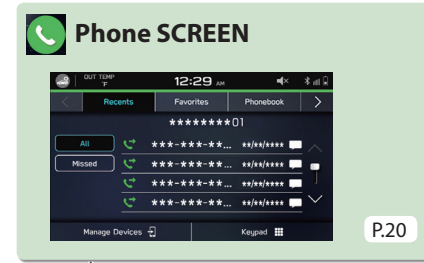 Phone SCREEN
OUT TEMP
°F
12:29 AM
Recents
Favorites
Phonebook
********01
All
***-***-**... **/**/****
Missed
***-***-**... **/**/****
***-***-**... **/**/****
***-***-**... **/**/****
Manage Devices
Keypad
P.20